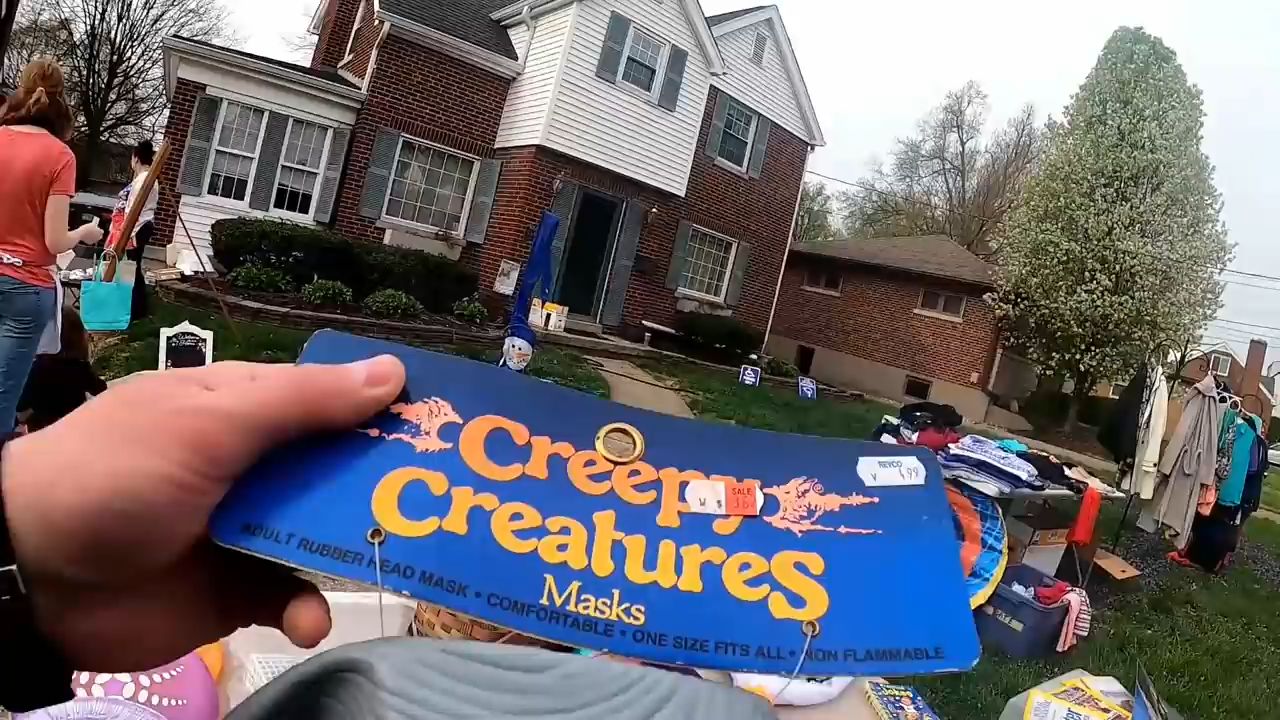 Creepy
Creatures
Masks
ADULT RUBBER HEAD MASK • COMFORTABLE • ONE SIZE FITS ALL • NON FLAMMABLE
REVCO
SALE